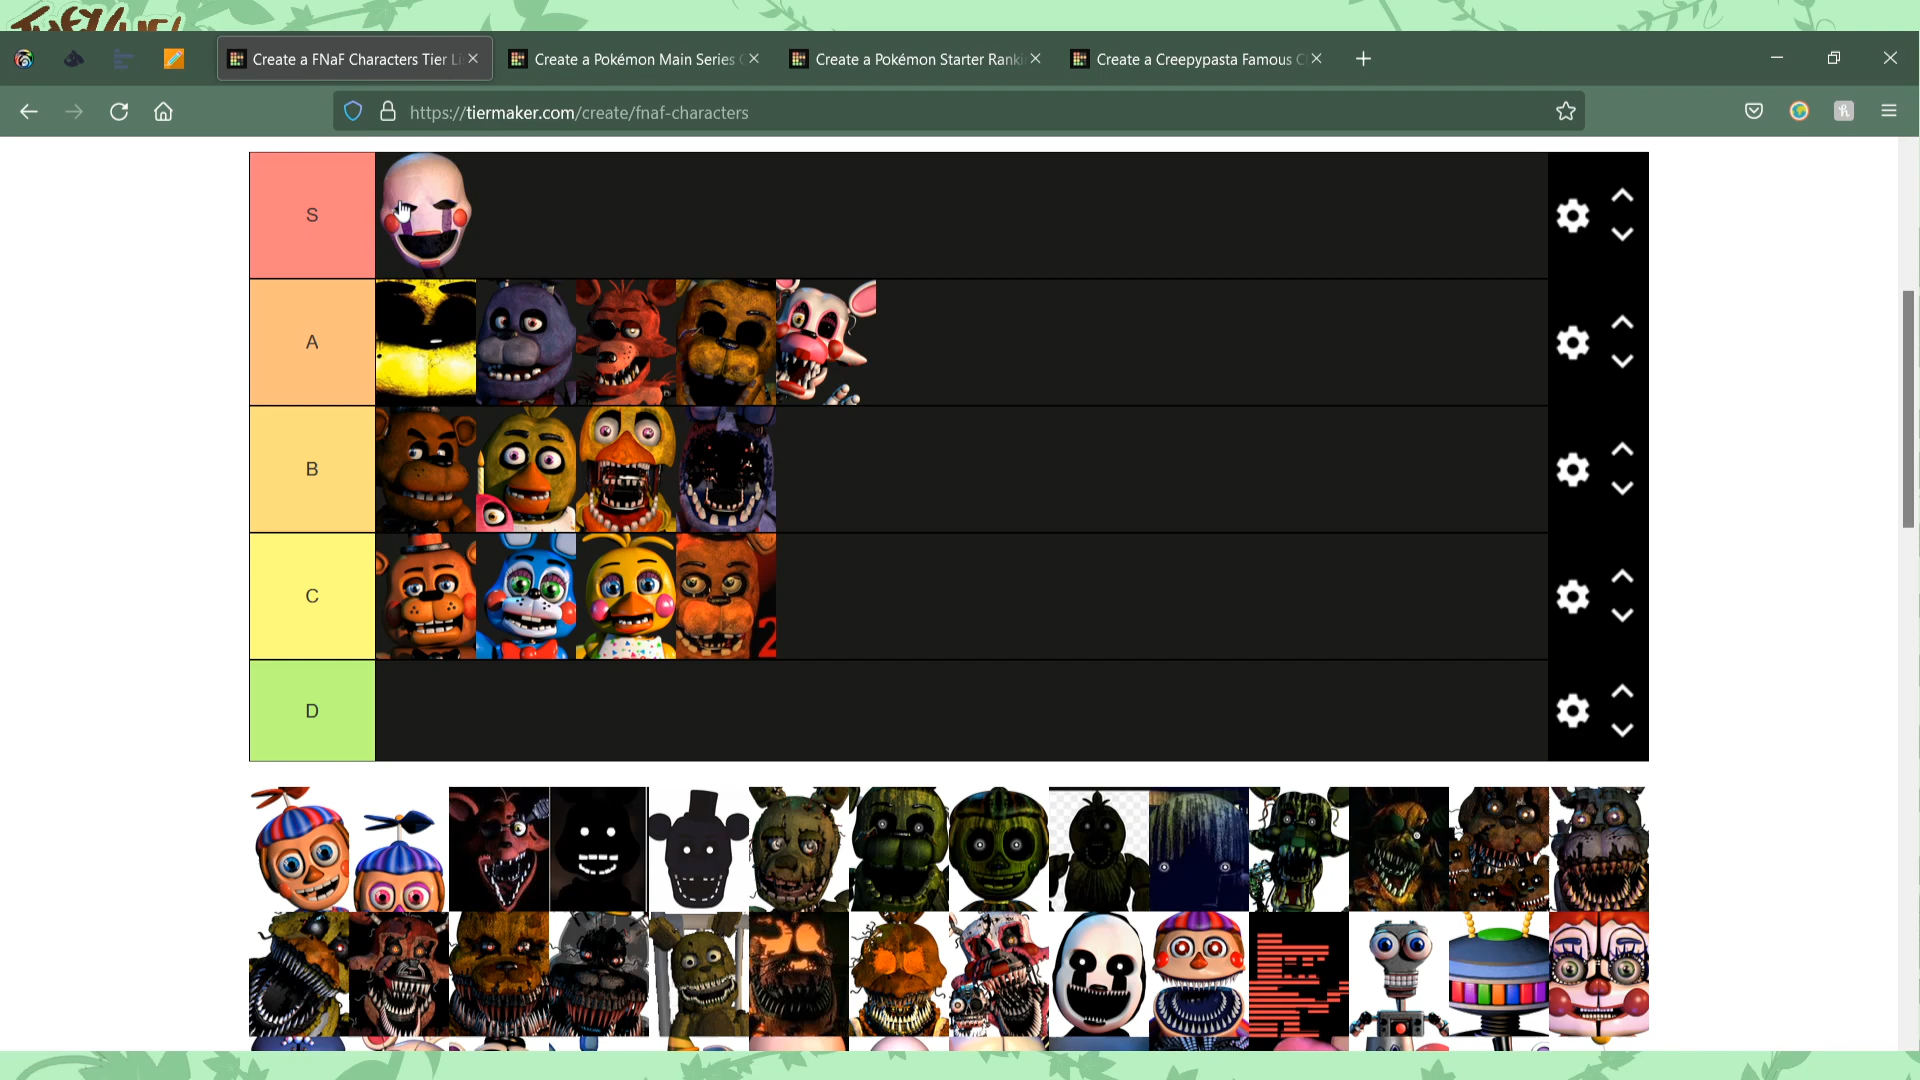 Create a FNaF Characters Tier Li
Create a Pokémon Main Series
Create a Pokémon Starter Ranki
Create a Creepypasta Famous C
https://tiermaker.com/create/fnaf-characters
S
A
B
C
2
D